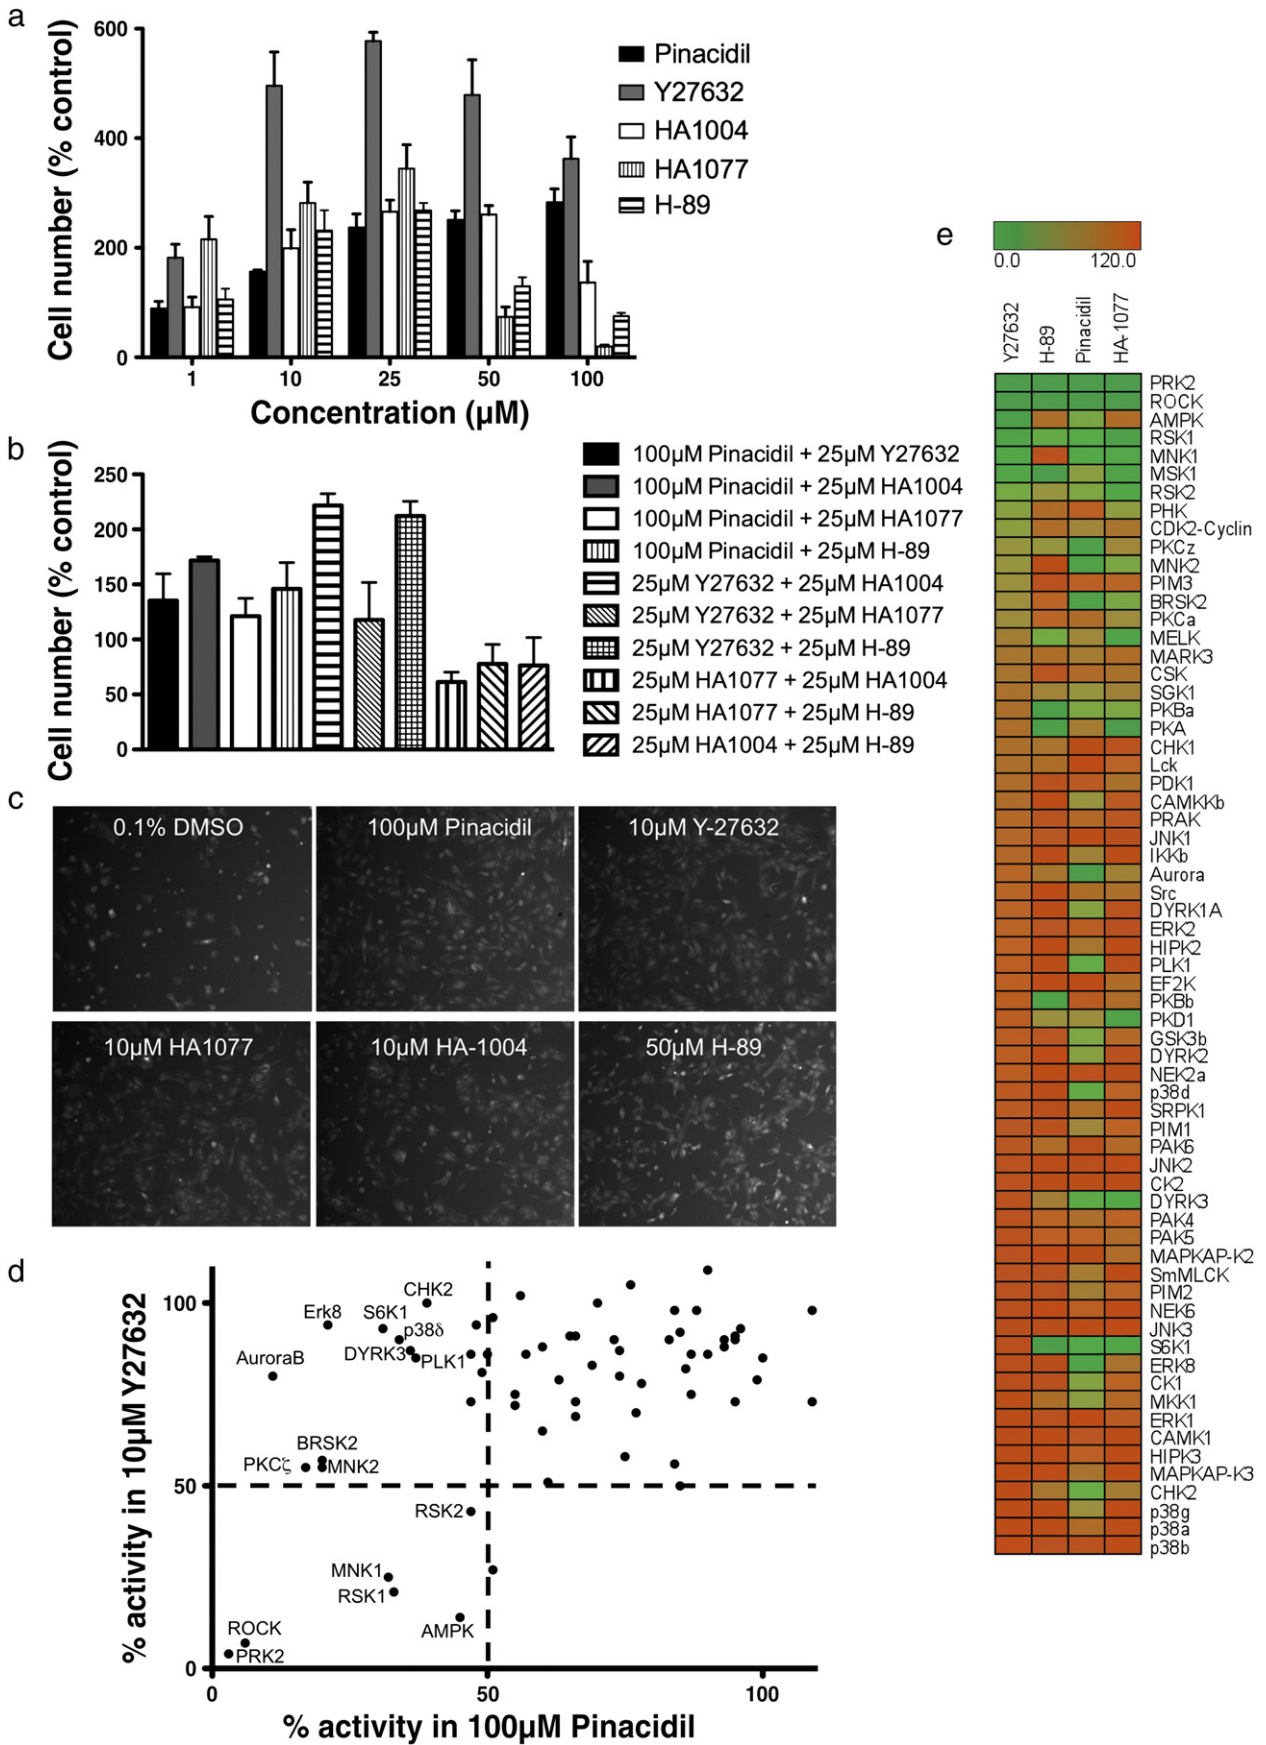 a
Cell number (% control)
600
400
200
0
1 10 25 50 100
Concentration (µM)
Pinacidil
Y27632
HA1004
HA1077
H-89
b
Cell number (% control)
250
200
150
100
50
0
100µM Pinacidil + 25µM Y27632
100µM Pinacidil + 25µM HA1004
100µM Pinacidil + 25µM HA1077
100µM Pinacidil + 25µM H-89
25µM Y27632 + 25µM HA1004
25µM Y27632 + 25µM HA1077
25µM Y27632 + 25µM H-89
25µM HA1077 + 25µM HA1004
25µM HA1077 + 25µM H-89
25µM HA1004 + 25µM H-89
c
0.1% DMSO
100µM Pinacidil
10µM Y-27632
10µM HA1077
10µM HA-1004
50µM H-89
d
% activity in 10µM Y27632
100
50
0
0 50 100
% activity in 100µM Pinacidil
CHK2
Erk8
S6K1
p38δ
DYRK3
PLK1
AuroraB
BRSK2
PKCζ
MNK2
RSK2
MNK1
RSK1
AMPK
ROCK
PRK2
e
0.0 120.0
Y27632
H-89
Pinacidil
HA-1077
PRK2
ROCK
AMPK
RSK1
MNK1
MSK1
RSK2
PHK
CDK2-Cyclin
PKCz
MNK2
PIM3
BRSK2
PKCa
MELK
MARK3
CSK
SGK1
PKBa
PKA
CHK1
Lck
PDK1
CAMKKb
PRAK
JNK1
IKKb
Aurora
Src
DYRK1A
ERK2
HIPK2
PLK1
EF2K
PKBb
PKD1
GSK3b
DYRK2
NEK2a
p38d
SRPK1
PIM1
PAK6
JNK2
CK2
DYRK3
PAK4
PAK5
MAPKAP-K2
SmMLCK
PIM2
NEK6
JNK3
S6K1
ERK8
CK1
MKK1
ERK1
CAMK1
HIPK3
MAPKAP-K3
CHK2
p38g
p38a
p38b